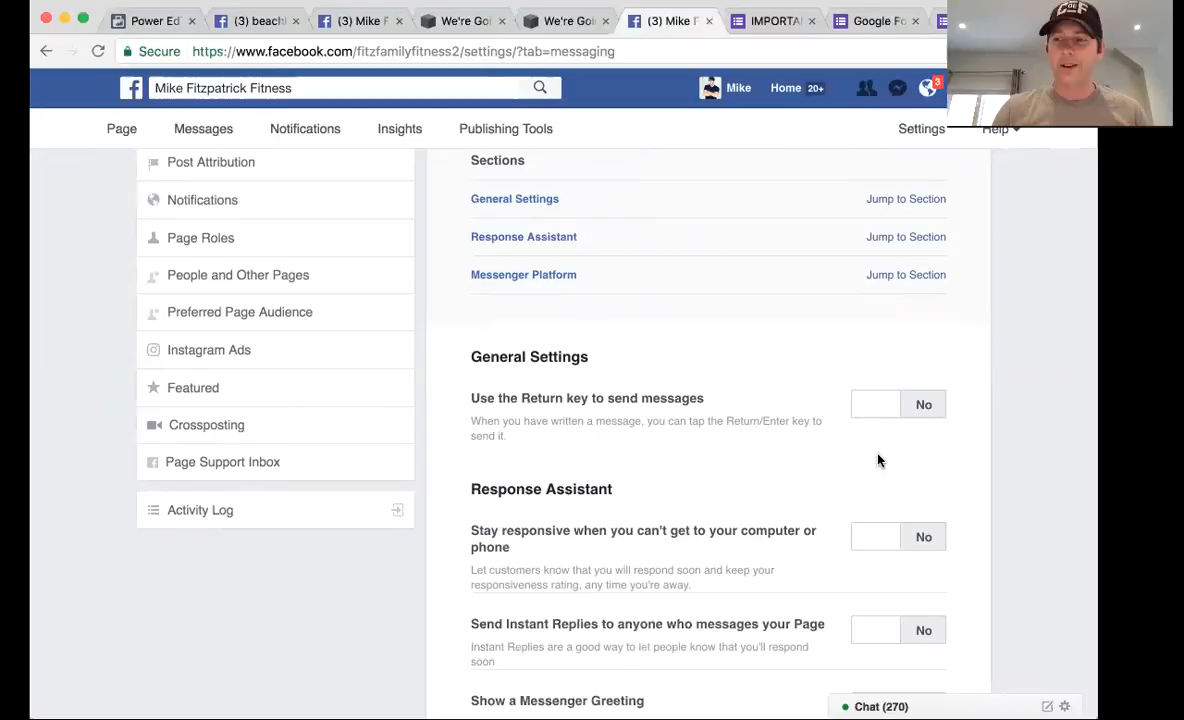 Power Ed
(3) beach
(3) Mike F
We're Goi
We're Goi
(3) Mike F
IMPORTA
Google Fo
Secure https://www.facebook.com/fitzfamilyfitness2/settings/?tab=messaging
Mike Fitzpatrick Fitness
Mike
Home 20+
3
Page Messages Notifications Insights Publishing Tools Settings Help
Post Attribution
Notifications
Page Roles
People and Other Pages
Preferred Page Audience
Instagram Ads
Featured
Crossposting
Page Support Inbox
Activity Log
Sections
General Settings Jump to Section
Response Assistant Jump to Section
Messenger Platform Jump to Section
General Settings
Use the Return key to send messages
No
When you have written a message, you can tap the Return/Enter key to
send it.
Response Assistant
Stay responsive when you can't get to your computer or
phone
No
Let customers know that you will respond soon and keep your
responsiveness rating, any time you're away.
Send Instant Replies to anyone who messages your Page
No
Instant Replies are a good way to let people know that you'll respond
soon
Show a Messenger Greeting
Chat (270)